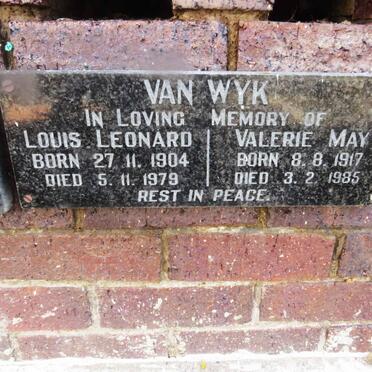 VAN WYK
IN LOVING MEMORY OF
LOUIS LEONARD
BORN 27. 11. 1904
DIED 5. 11. 1979
VALERIE MAY
BORN 8. 8. 1917
DIED 3. 2. 1985
REST IN PEACE.